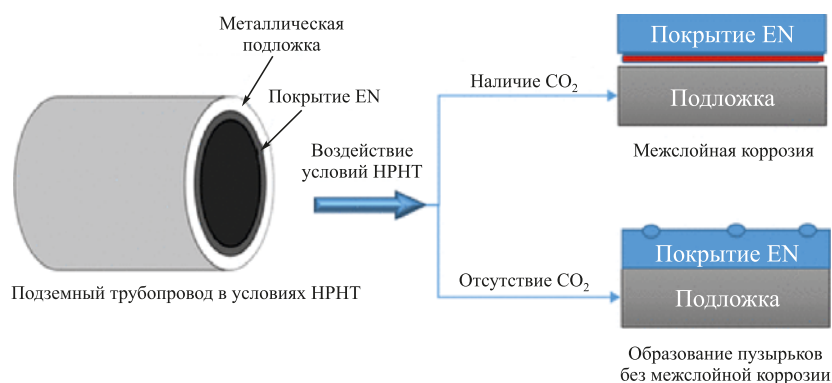 Металлическая
подложка
Покрытие EN
Подземный трубопровод в условиях HPHT
Воздействие
условий HPHT
Наличие CO₂
Покрытие EN
Подложка
Межслойная коррозия
Отсутствие CO₂
Покрытие EN
Подложка
Образование пузырьков
без межслойной коррозии